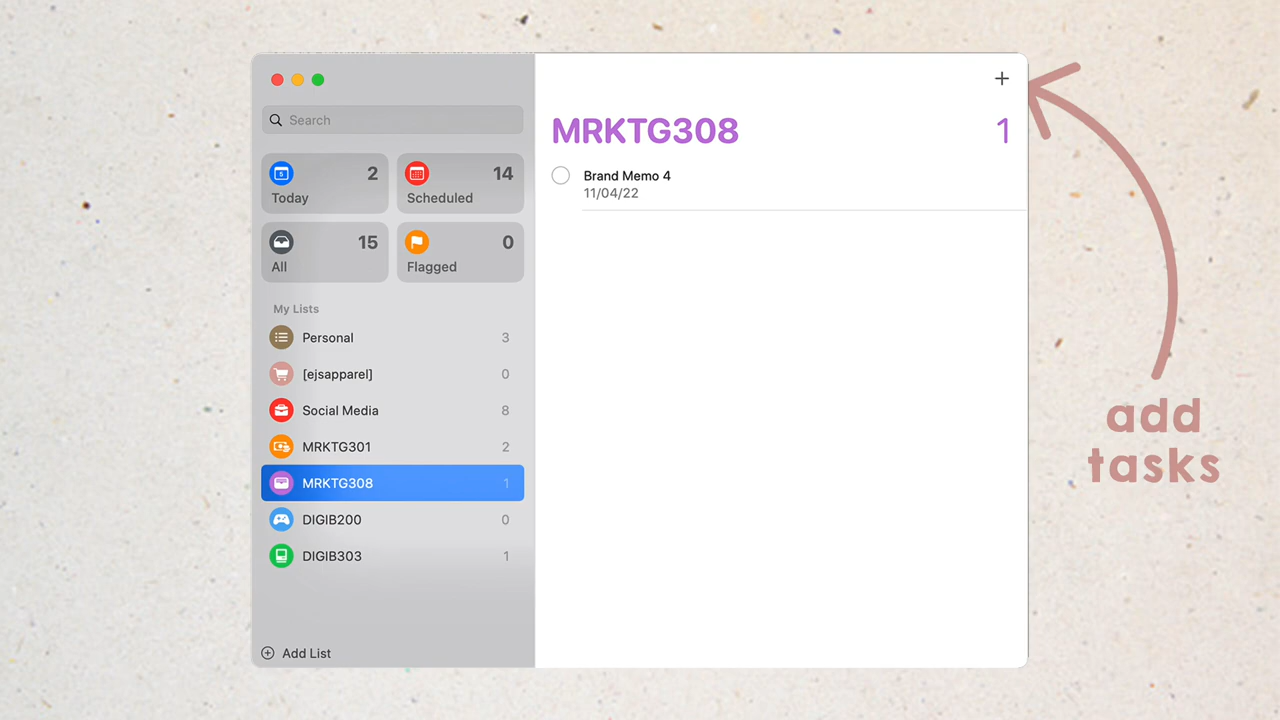 Search
2
Today
14
Scheduled
15
All
0
Flagged
My Lists
Personal 3
[ejsapparel] 0
Social Media 8
MRKTG301 2
MRKTG308 1
DIGIB200 0
DIGIB303 1
Add List
MRKTG308 1
Brand Memo 4
11/04/22
add
tasks